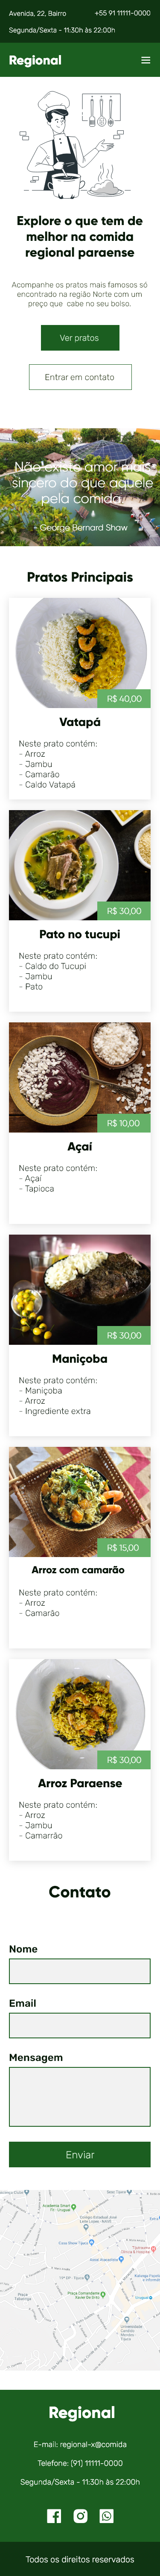 Avenida, 22, Bairro
+55 91 11111-0000
Segunda/Sexta - 11:30h às 22:00h
Regional
Explore o que tem de
melhor na comida
regional paraense
Acompanhe os pratos mais famosos só
encontrado na região Norte com um
preço que cabe no seu bolso.
Ver pratos
Entrar em contato
Não existe amor mais
sincero do que aquele
pela comida.
- George Bernard Shaw
Pratos Principais
R$ 40,00
Vatapá
Neste prato contém:
- Arroz
- Jambu
- Camarão
- Caldo Vatapá
R$ 30,00
Pato no tucupi
Neste prato contém:
- Caldo do Tucupi
- Jambu
- Pato
R$ 10,00
Açaí
Neste prato contém:
- Açaí
- Tapioca
R$ 30,00
Maniçoba
Neste prato contém:
- Maniçoba
- Arroz
- Ingrediente extra
R$ 15,00
Arroz com camarão
Neste prato contém:
- Arroz
- Camarão
R$ 30,00
Arroz Paraense
Neste prato contém:
- Arroz
- Jambu
- Camarrão
Contato
Nome
Email
Mensagem
Enviar
Regional
E-mail: regional-x@comida
Telefone: (91) 11111-0000
Segunda/Sexta - 11:30h às 22:00h
Todos os direitos reservados